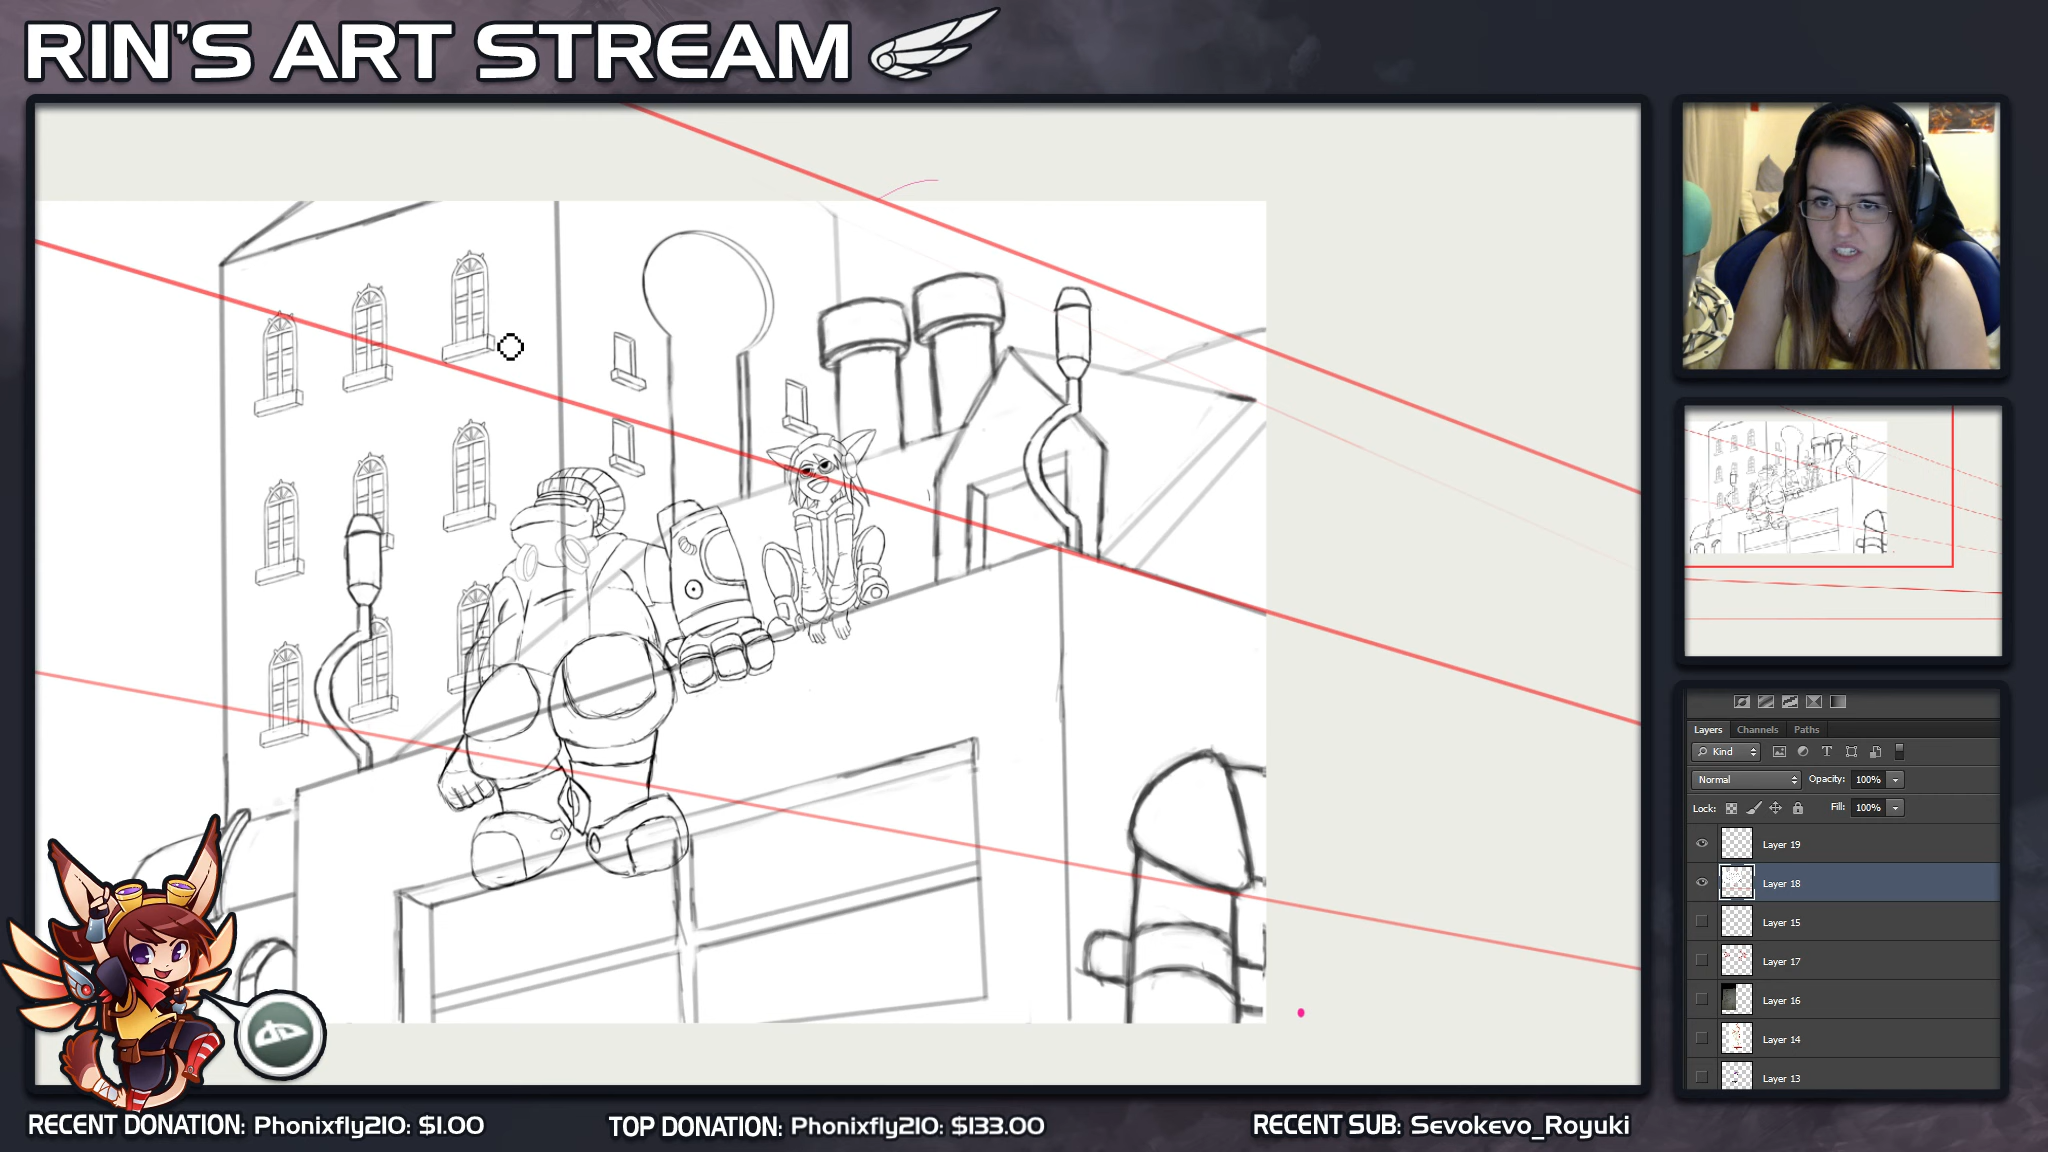 RIN'S ART STREAM
Layers Channels Paths
Kind
Normal Opacity: 100%
Lock: Fill: 100%
Layer 19
Layer 18
Layer 15
Layer 17
Layer 16
Layer 14
Layer 13
RECENT DONATION: Phonixfly210: $1.00
TOP DONATION: Phonixfly210: $133.00
RECENT SUB: Sevokevo_Royuki